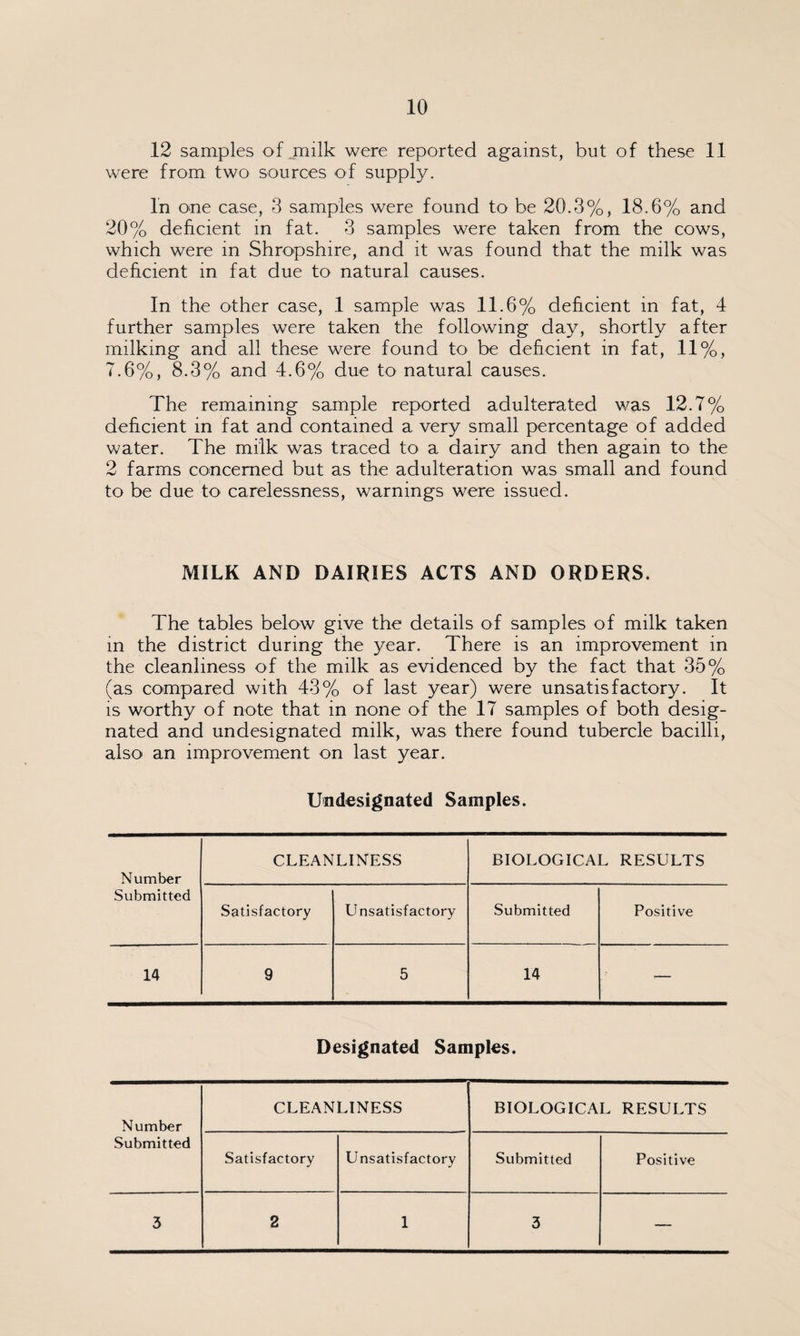 10
12 samples of milk were reported against, but of these 11
were from two sources of supply.
In one case, 3 samples were found to be 20.3%, 18.6% and
20% deficient in fat. 3 samples were taken from the cows,
which were in Shropshire, and it was found that the milk was
deficient in fat due to natural causes.
In the other case, 1 sample was 11.6% deficient in fat, 4
further samples were taken the following day, shortly after
milking and all these were found to be deficient in fat, 11%,
7.6%, 8.3% and 4.6% due to natural causes.
The remaining sample reported adulterated was 12.7%
deficient in fat and contained a very small percentage of added
water. The milk was traced to a dairy and then again to the
2 farms concerned but as the adulteration was small and found
to be due to carelessness, warnings were issued.
MILK AND DAIRIES ACTS AND ORDERS.
The tables below give the details of samples of milk taken
in the district during the year. There is an improvement in
the cleanliness of the milk as evidenced by the fact that 35%
(as compared with 43% of last year) were unsatisfactory. It
is worthy of note that in none of the 17 samples of both desig-
nated and undesignated milk, was there found tubercle bacilli,
also an improvement on last year.
Undesignated Samples.
Number Submitted CLEANLINESS BIOLOGICAL RESULTS
Satisfactory Unsatisfactory Submitted Positive
14 9 5 14 —
Designated Samples.
Number Submitted CLEANLINESS BIOLOGICAL RESULTS
Satisfactory Unsatisfactory Submitted Positive
3 2 1 3 —